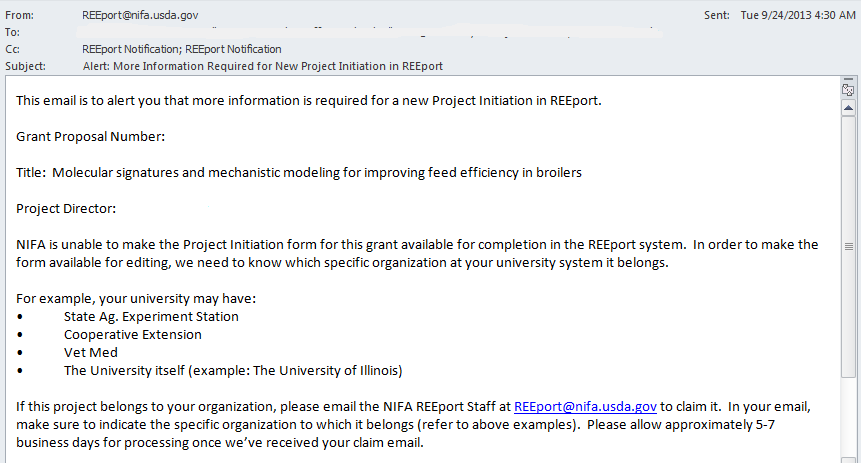 From: REEport@nifa.usda.gov Sent: Tue 9/24/2013 4:30 AM
To:
Cc: REEport Notification; REEport Notification
Subject: Alert: More Information Required for New Project Initiation in REEport
This email is to alert you that more information is required for a new Project Initiation in REEport.
Grant Proposal Number:
Title:  Molecular signatures and mechanistic modeling for improving feed efficiency in broilers
Project Director:
NIFA is unable to make the Project Initiation form for this grant available for completion in the REEport system.  In order to make the
form available for editing, we need to know which specific organization at your university system it belongs.
For example, your university may have:
• State Ag. Experiment Station
• Cooperative Extension
• Vet Med
• The University itself (example: The University of Illinois)
If this project belongs to your organization, please email the NIFA REEport Staff at REEport@nifa.usda.gov to claim it.  In your email,
make sure to indicate the specific organization to which it belongs (refer to above examples).  Please allow approximately 5-7
business days for processing once we've received your claim email.